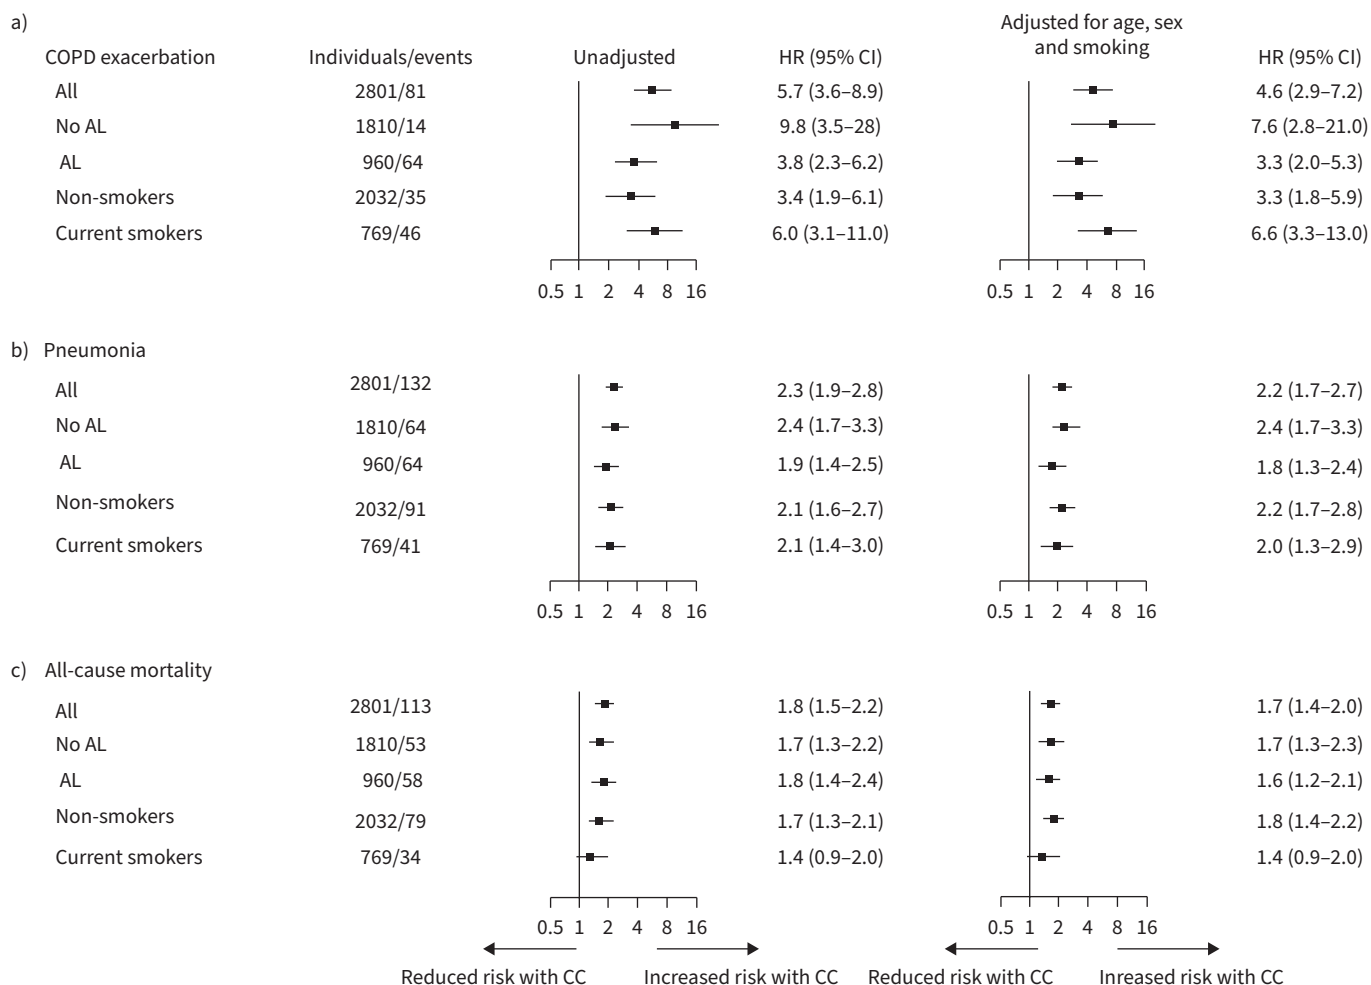 a)
Adjusted for age, sex
and smoking
COPD exacerbation Individuals/events Unadjusted HR (95% CI) HR (95% CI)
All 2801/81 5.7 (3.6–8.9) 4.6 (2.9–7.2)
No AL 1810/14 9.8 (3.5–28) 7.6 (2.8–21.0)
AL 960/64 3.8 (2.3–6.2) 3.3 (2.0–5.3)
Non-smokers 2032/35 3.4 (1.9–6.1) 3.3 (1.8–5.9)
Current smokers 769/46 6.0 (3.1–11.0) 6.6 (3.3–13.0)
0.5 1 2 4 8 16 0.5 1 2 4 8 16
b) Pneumonia
All 2801/132 2.3 (1.9–2.8) 2.2 (1.7–2.7)
No AL 1810/64 2.4 (1.7–3.3) 2.4 (1.7–3.3)
AL 960/64 1.9 (1.4–2.5) 1.8 (1.3–2.4)
Non-smokers 2032/91 2.1 (1.6–2.7) 2.2 (1.7–2.8)
Current smokers 769/41 2.1 (1.4–3.0) 2.0 (1.3–2.9)
0.5 1 2 4 8 16 0.5 1 2 4 8 16
c) All-cause mortality
All 2801/113 1.8 (1.5–2.2) 1.7 (1.4–2.0)
No AL 1810/53 1.7 (1.3–2.2) 1.7 (1.3–2.3)
AL 960/58 1.8 (1.4–2.4) 1.6 (1.2–2.1)
Non-smokers 2032/79 1.7 (1.3–2.1) 1.8 (1.4–2.2)
Current smokers 769/34 1.4 (0.9–2.0) 1.4 (0.9–2.0)
0.5 1 2 4 8 16 0.5 1 2 4 8 16
Reduced risk with CC Increased risk with CC Reduced risk with CC Inreased risk with CC